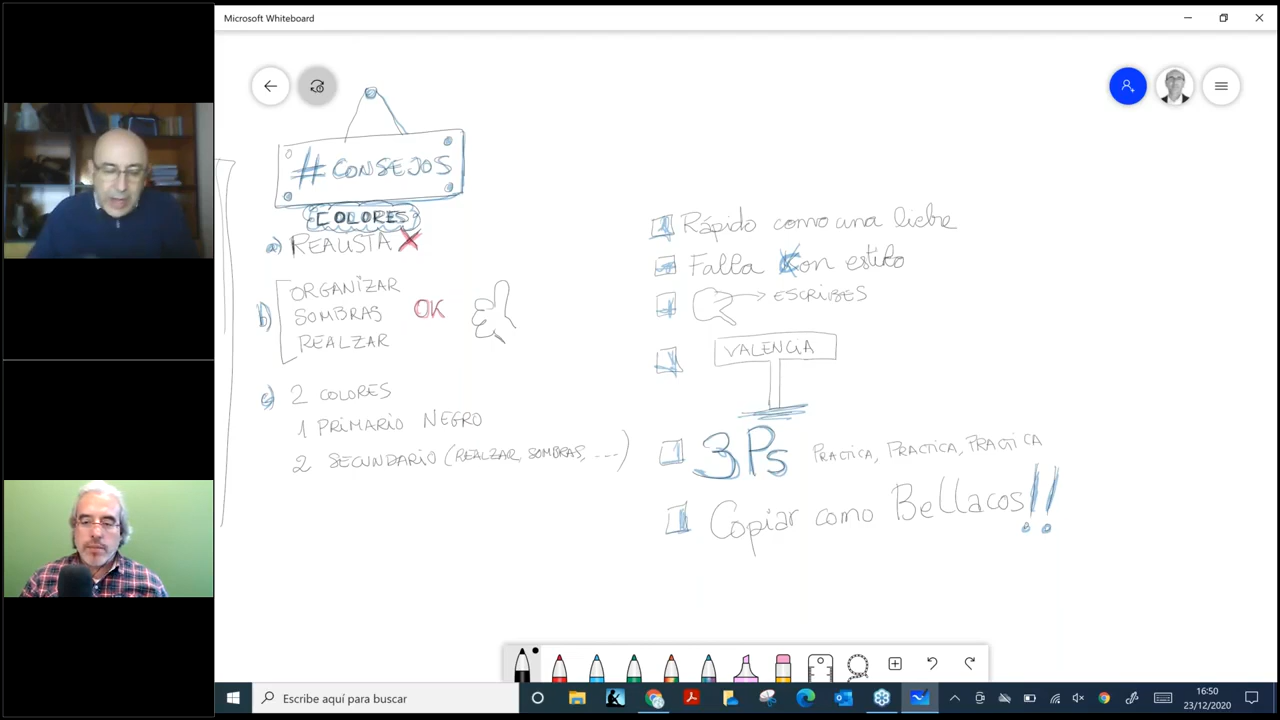 Microsoft Whiteboard
#CONSEJOS
COLORES
a) REALISTA X
b) ORGANIZAR
SOMBRAS
REALZAR
OK
c) 2 COLORES
1 PRIMARIO NEGRO
2 SECUNDARIO (REALZAR, SOMBRAS, ....)
Rápido como una liebre
Falla Kon estilo
ESCRIBES
VALENCIA
3Ps PRACTICA, PRACTICA, PRACTICA
Copiar como Bellacos!!
Escribe aquí para buscar
16:50
23/12/2020